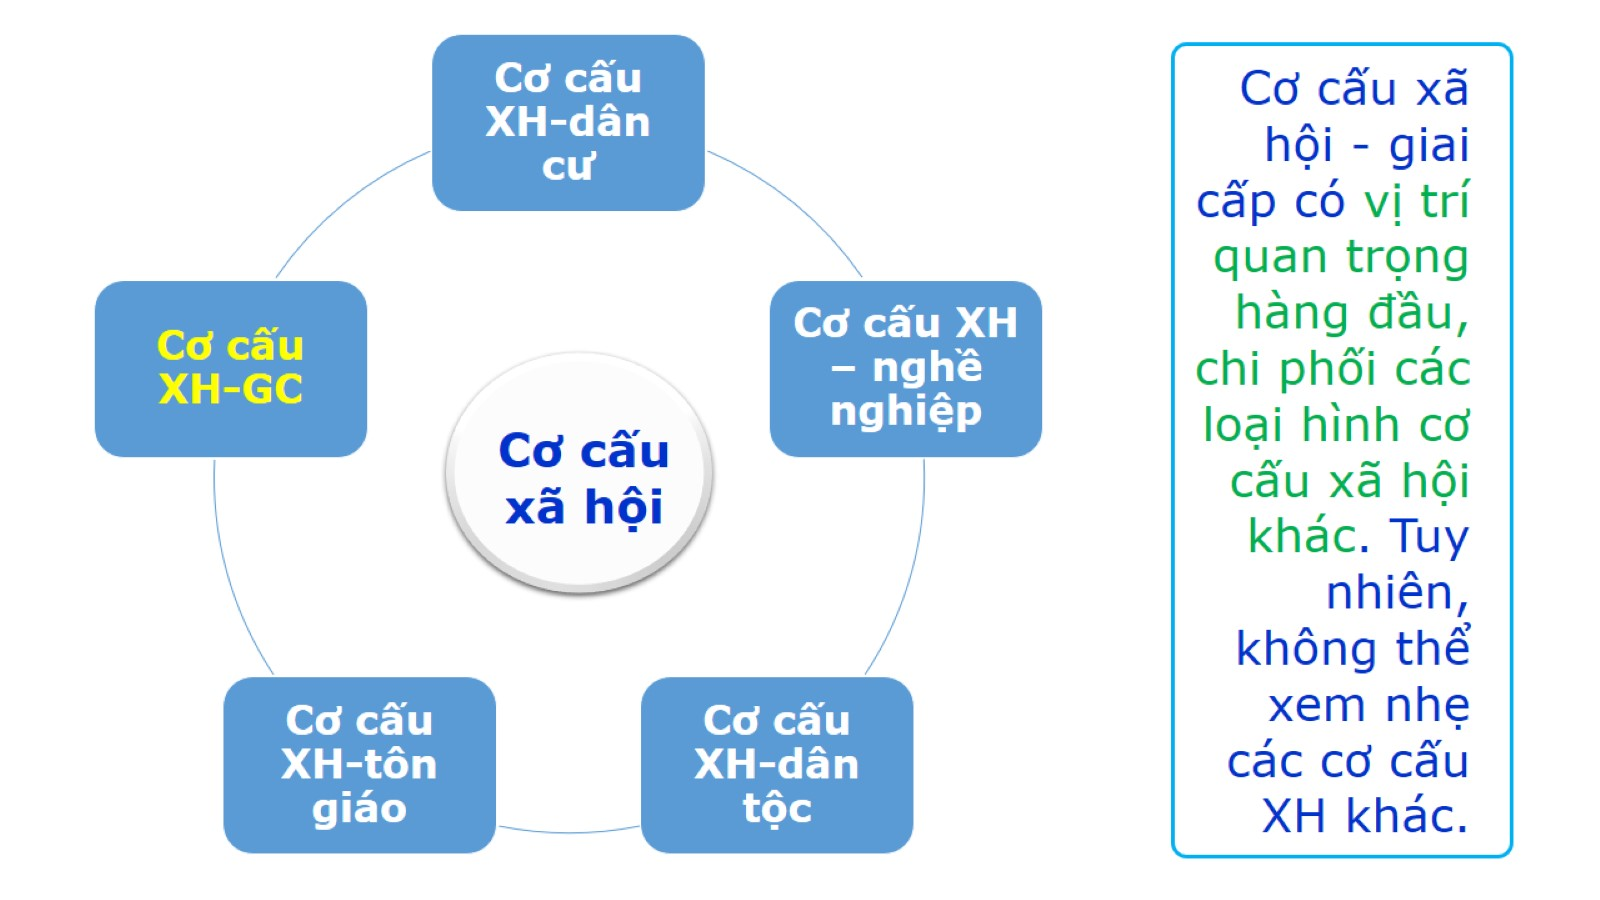 Cơ cấu
XH–dân
cư
Cơ cấu XH
– nghề
nghiệp
Cơ cấu
XH–dân
tộc
Cơ cấu
XH–tôn
giáo
Cơ cấu
XH–GC
Cơ cấu
xã hội
Cơ cấu xã
hội - giai
cấp có vị trí
quan trọng
hàng đầu,
chi phối các
loại hình cơ
cấu xã hội
khác. Tuy
nhiên,
không thể
xem nhẹ
các cơ cấu
XH khác.